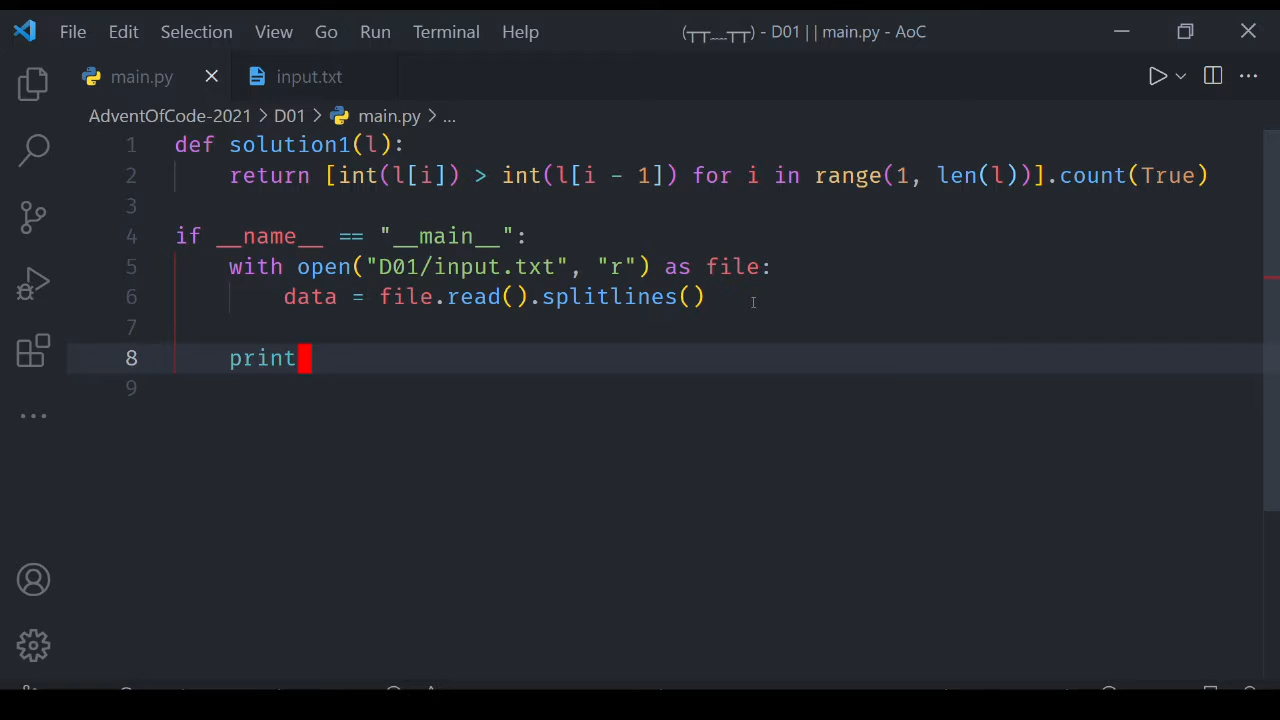 File Edit Selection View Go Run Terminal Help (┬┬﹏┬┬) - D01 || main.py - AoC
main.py input.txt
AdventOfCode-2021 > D01 > main.py > ...
1 def solution1(l):
2 return [int(l[i]) > int(l[i - 1]) for i in range(1, len(l))].count(True)
3
4 if __name__ == "__main__":
5 with open("D01/input.txt", "r") as file:
6 data = file.read().splitlines()
7
8 print
9